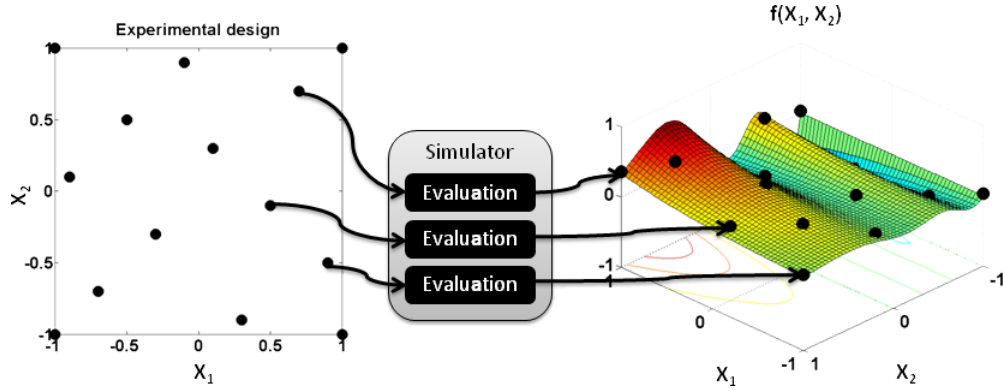 Experimental design
1
0.5
0
-0.5
-1
-1
-0.5
0
0.5
1
X2
X1
Simulator
Evaluation
Evaluation
Evaluation
f(X1, X2)
1
0
-1
1
0
-1
1
0
-1
X1
X2